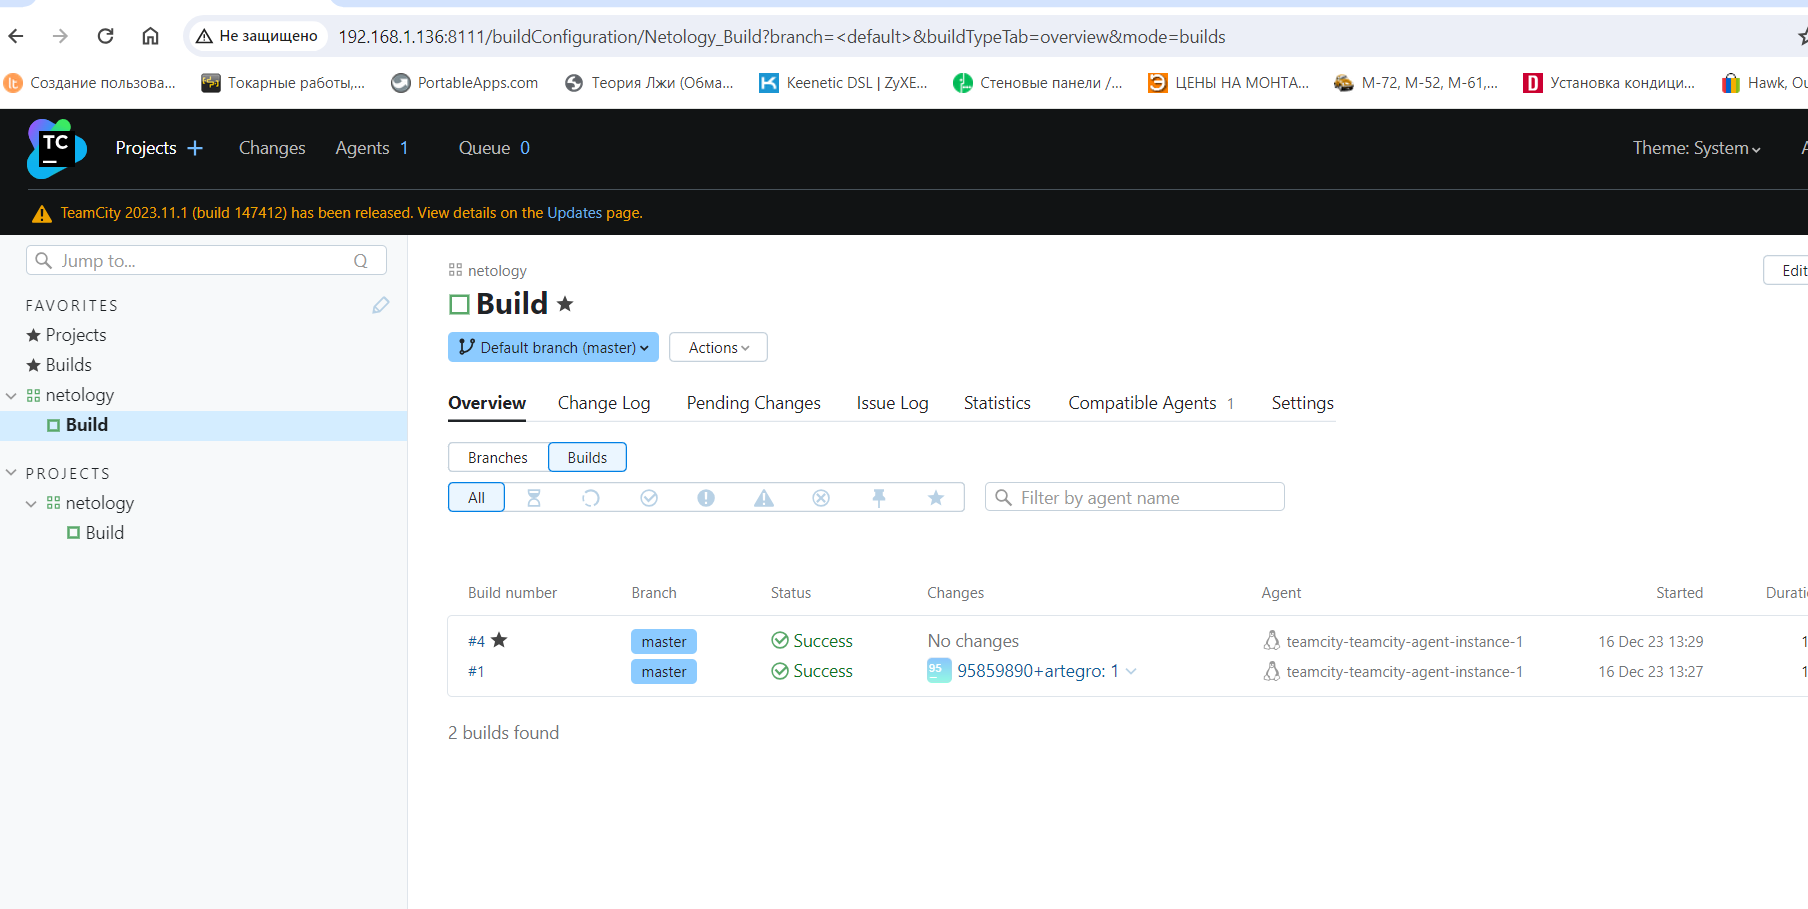 Не защищено 192.168.1.136:8111/buildConfiguration/Netology_Build?branch=<default>&buildTypeTab=overview&mode=builds
Создание пользова... Токарные работы,... PortableApps.com Теория Лжи (Обма... Keenetic DSL | ZyXE... Стеновые панели /... ЦЕНЫ НА МОНТА... М-72, М-52, М-61,... Установка кондици... Hawk, Ou
TC Projects Changes Agents 1 Queue 0 Theme: System
TeamCity 2023.11.1 (build 147412) has been released. View details on the Updates page.
Jump to... Q
FAVORITES
Projects
Builds
netology
Build
PROJECTS
netology
Build
netology
Edit
Build
Default branch (master) Actions
Overview Change Log Pending Changes Issue Log Statistics Compatible Agents 1 Settings
Branches Builds
All Filter by agent name
Build number Branch Status Changes Agent Started Durati
#4 master Success No changes teamcity-teamcity-agent-instance-1 16 Dec 23 13:29 1
#1 master Success 95 95859890+artegro: 1 teamcity-teamcity-agent-instance-1 16 Dec 23 13:27 1
2 builds found